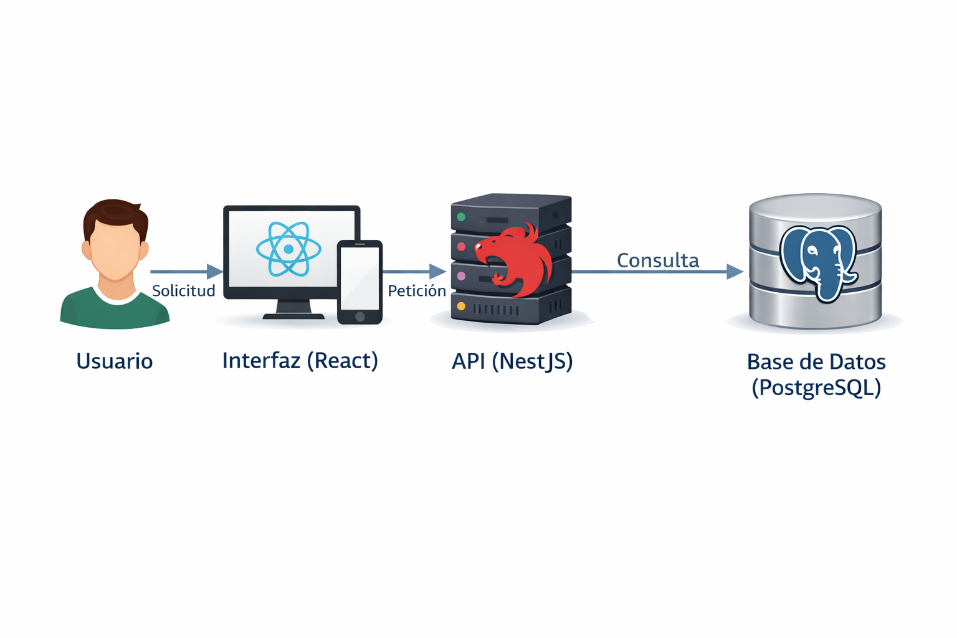 Solicitud
Petición
Consulta
Usuario
Interfaz (React)
API (NestJS)
Base de Datos
(PostgreSQL)